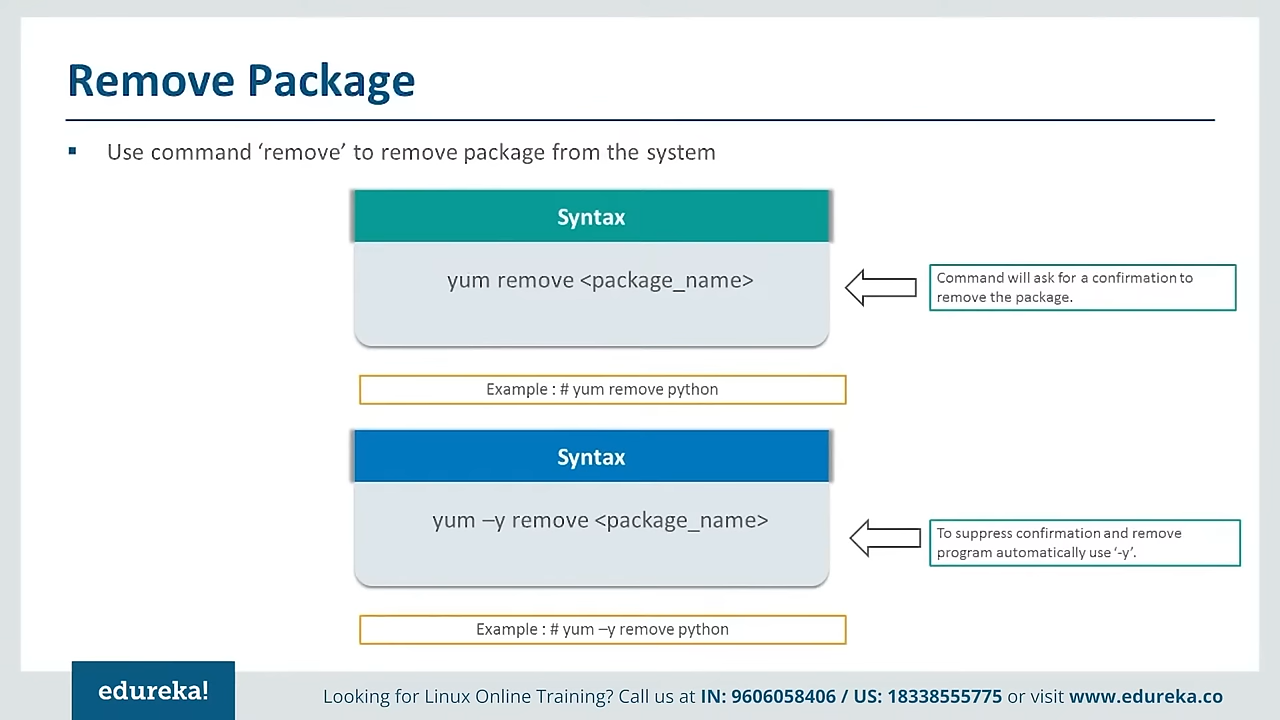 Remove Package
▪ Use command ‘remove’ to remove package from the system
Syntax
yum remove <package_name>
Command will ask for a confirmation to
remove the package.
Example : # yum remove python
Syntax
yum –y remove <package_name>
To suppress confirmation and remove
program automatically use ‘-y’.
Example : # yum –y remove python
edureka!
Looking for Linux Online Training? Call us at IN: 9606058406 / US: 18338555775 or visit www.edureka.co